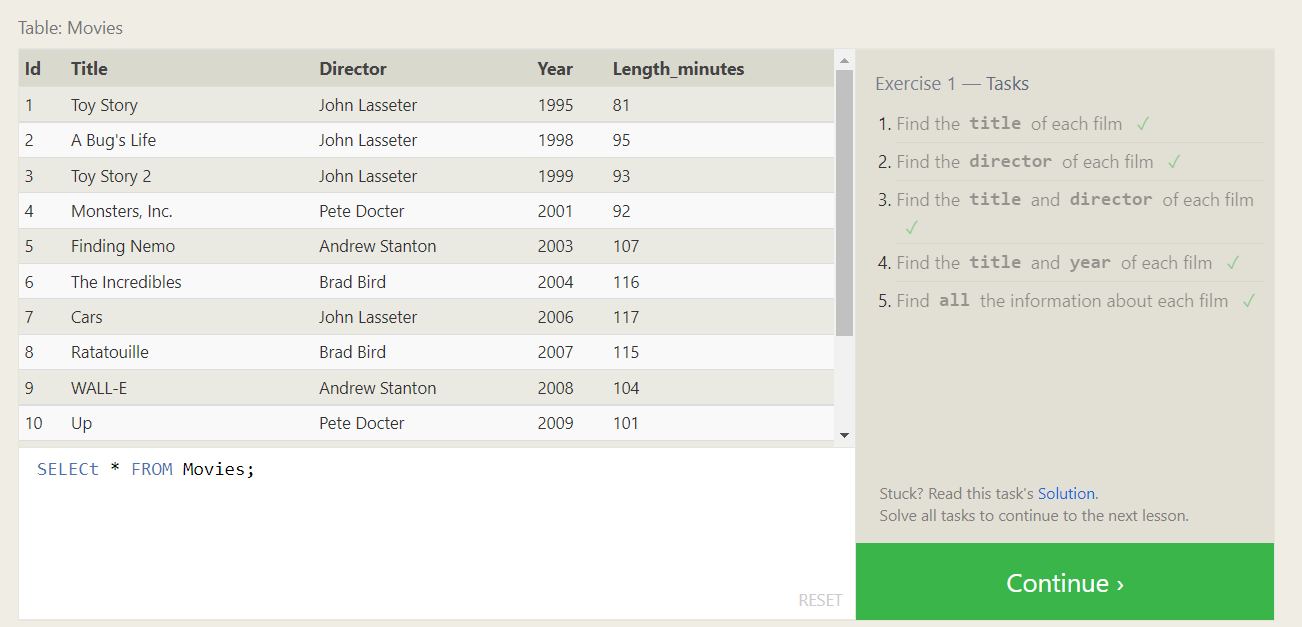 Table: Movies
Id Title Director Year Length_minutes
1 Toy Story John Lasseter 1995 81
2 A Bug's Life John Lasseter 1998 95
3 Toy Story 2 John Lasseter 1999 93
4 Monsters, Inc. Pete Docter 2001 92
5 Finding Nemo Andrew Stanton 2003 107
6 The Incredibles Brad Bird 2004 116
7 Cars John Lasseter 2006 117
8 Ratatouille Brad Bird 2007 115
9 WALL-E Andrew Stanton 2008 104
10 Up Pete Docter 2009 101
SELECt * FROM Movies;
RESET
Exercise 1 — Tasks
1. Find the title of each film ✓
2. Find the director of each film ✓
3. Find the title and director of each film
✓
4. Find the title and year of each film ✓
5. Find all the information about each film ✓
Stuck? Read this task's Solution.
Solve all tasks to continue to the next lesson.
Continue ›